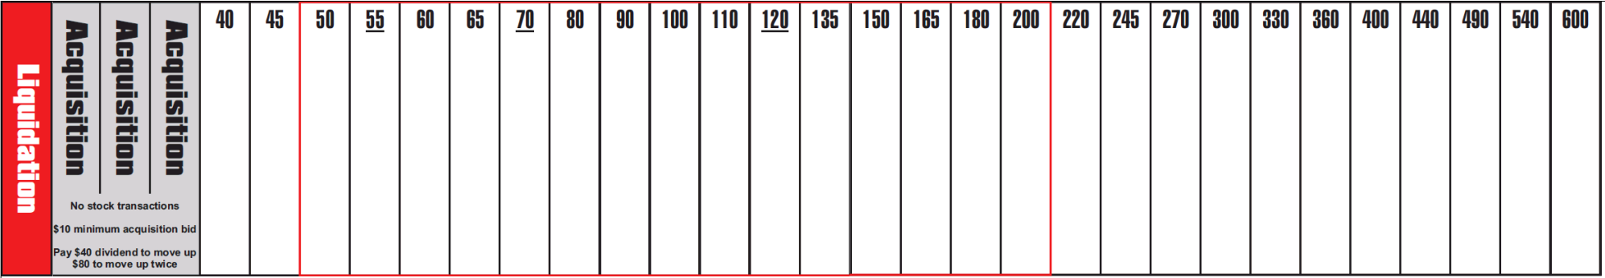 Liquidation
Acquisition
Acquisition
Acquisition
No stock transactions
$10 minimum acquisition bid
Pay $40 dividend to move up
$80 to move up twice
40 45 50 55 60 65 70 80 90 100 110 120 135 150 165 180 200 220 245 270 300 330 360 400 440 490 540 600